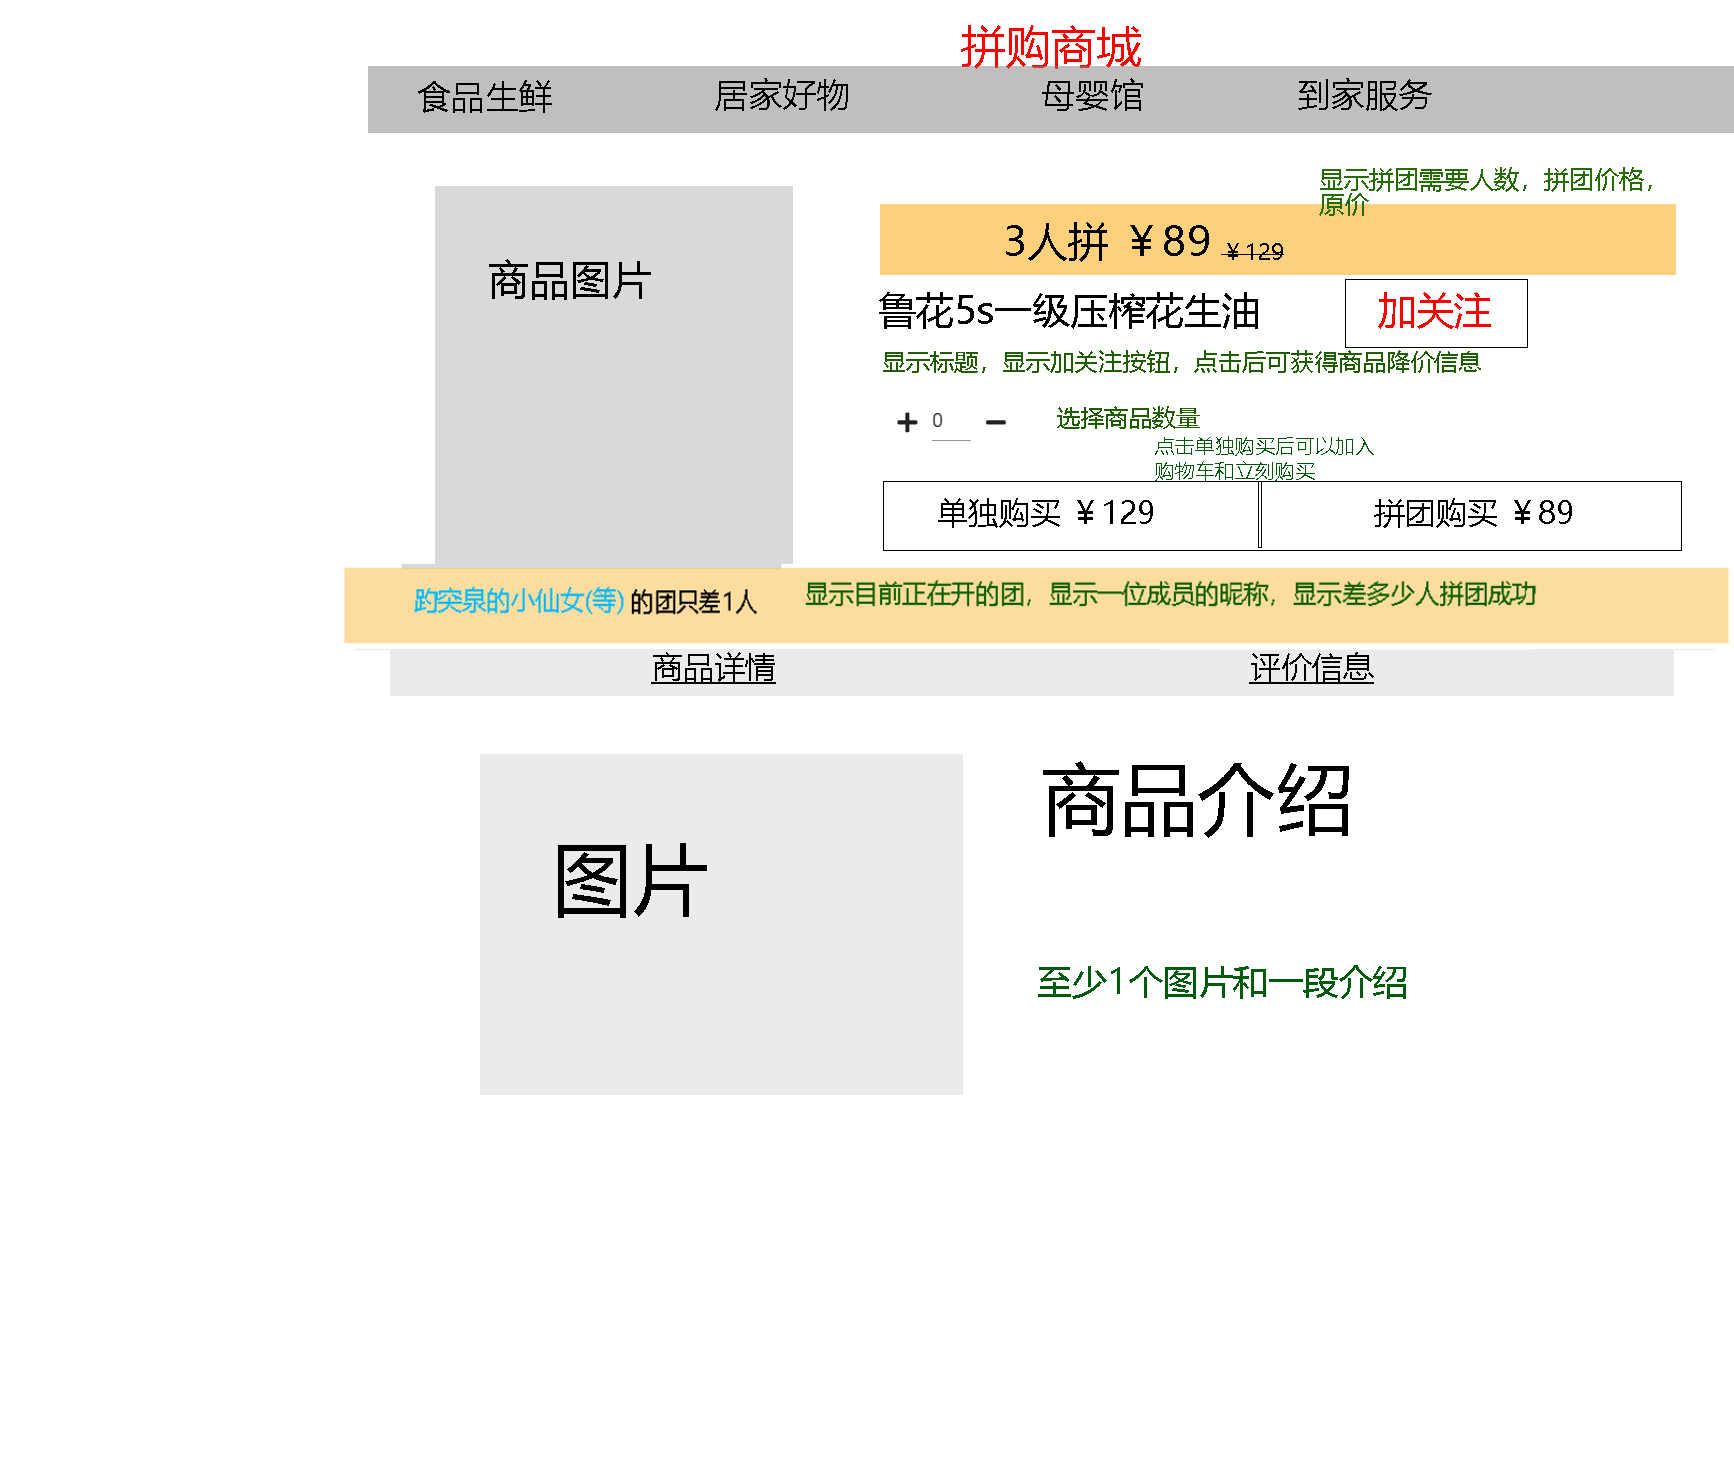 拼购商城
食品生鲜 居家好物 母婴馆 到家服务
显示拼团需要人数，拼团价格，
原价
商品图片
3人拼 ￥89 ￥129
鲁花5s一级压榨花生油
加关注
显示标题，显示加关注按钮，点击后可获得商品降价信息
0
选择商品数量
点击单独购买后可以加入
购物车和立刻购买
单独购买 ￥129
拼团购买 ￥89
趵突泉的小仙女(等) 的团只差1人
显示目前正在开的团，显示一位成员的昵称，显示差多少人拼团成功
商品详情 评价信息
图片
商品介绍
至少1个图片和一段介绍